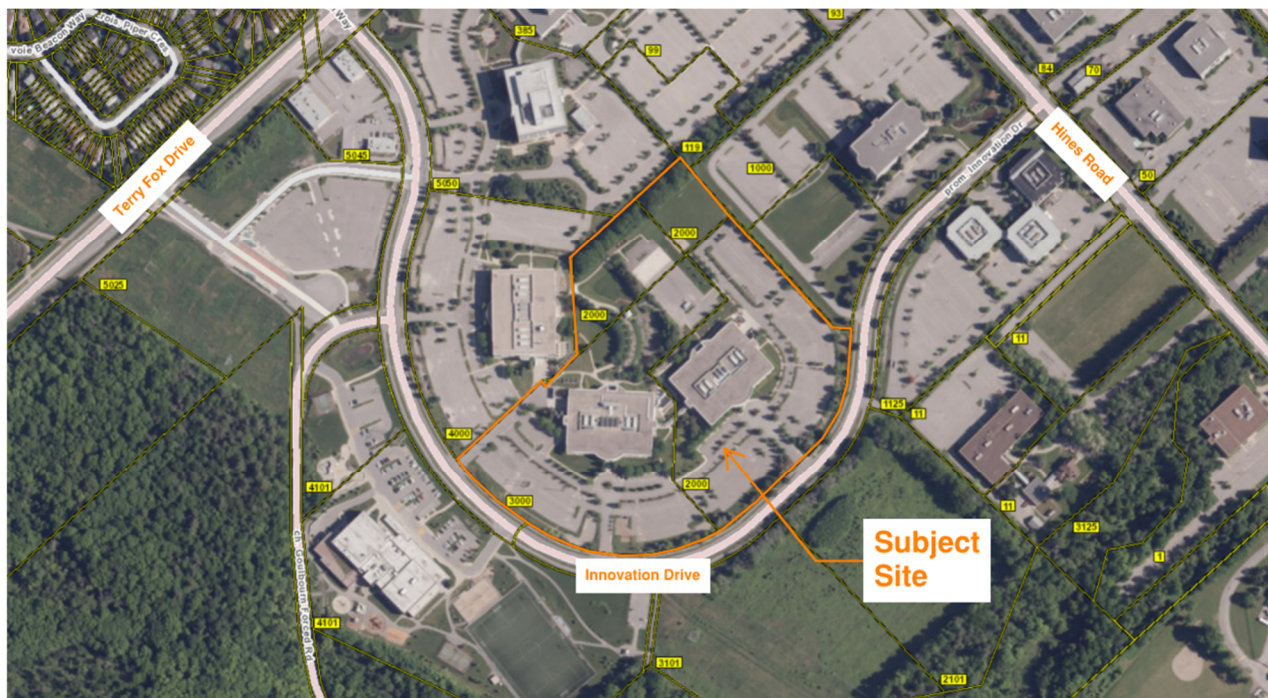 voie Beacon Way
rois. Piper Cres
Way
385
93
99
84
70
Terry Fox Drive
5045
119
prom. Innovation Dr
Hines Road
5050
1000
50
2000
5025
2000
11
4000
1125
11
4101
3000
2000
11
3125
Subject
Site
1
Innovation Drive
ch. Goulbourn Forced Rd
4101
3101
2101